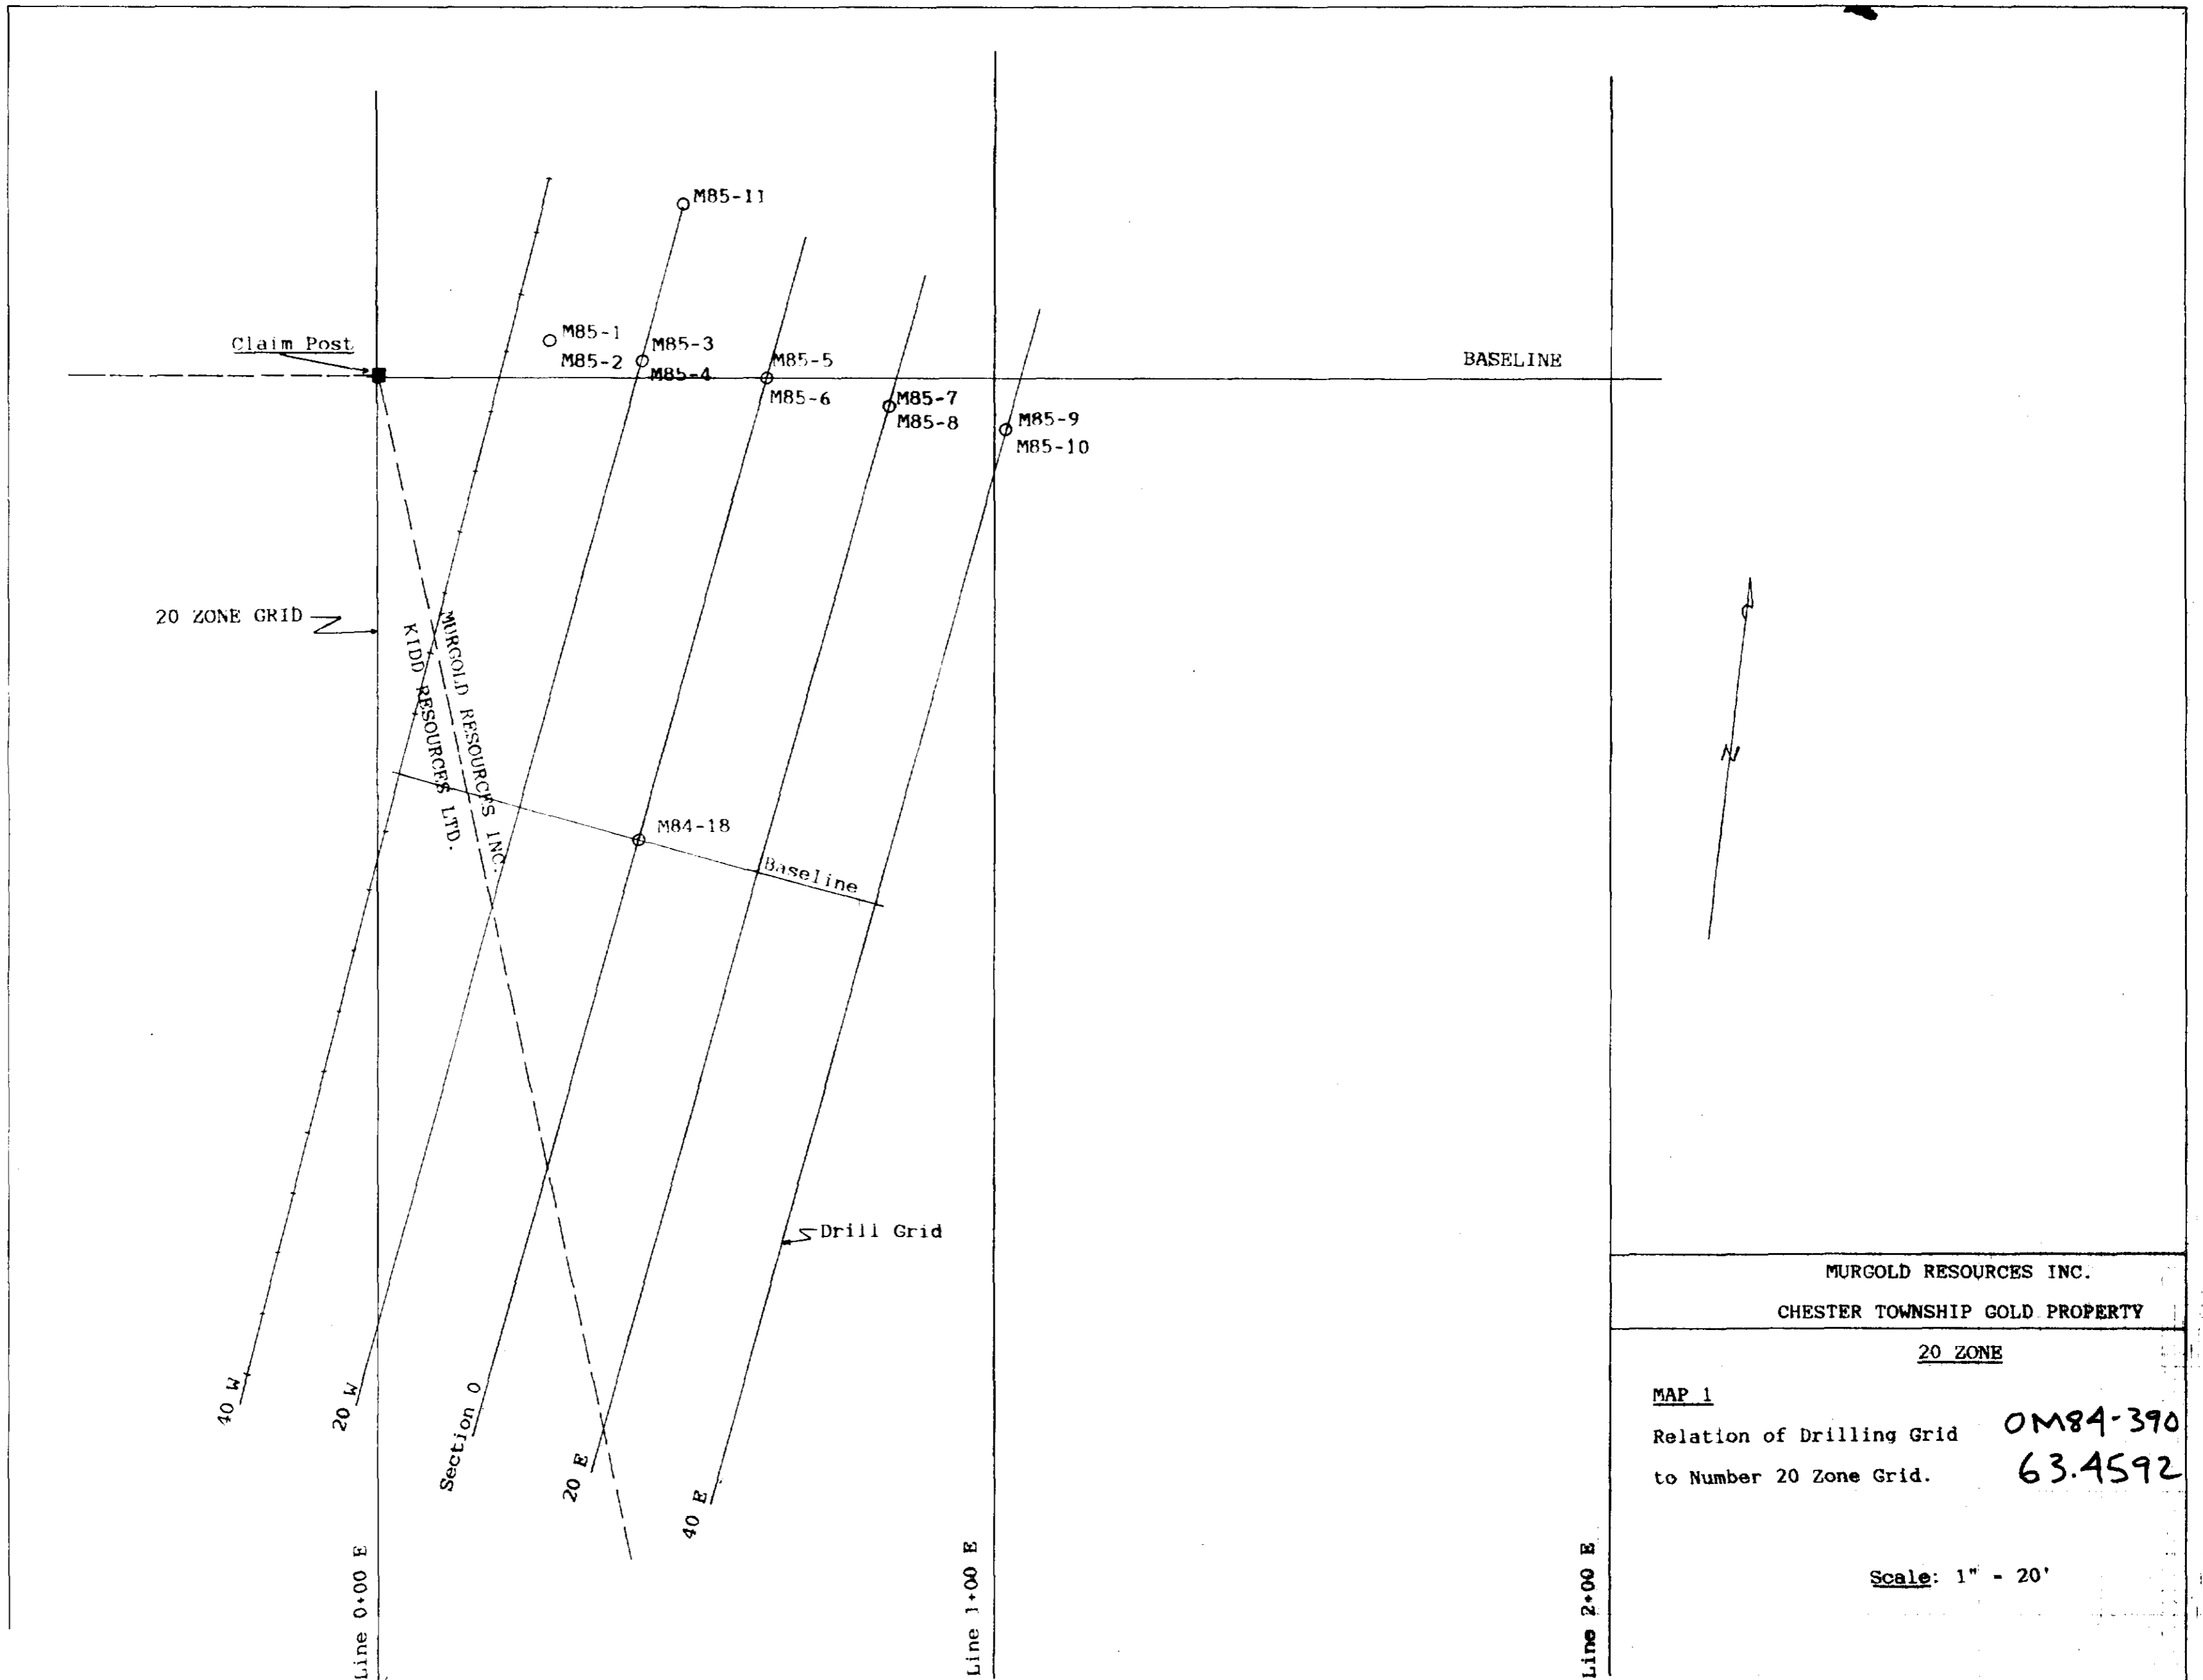 M85-11
M85-1
M85-2
M85-3
M85-4
M85-5
M85-6
M85-7
M85-8
M85-9
M85-10
Claim Post
BASELINE
20 ZONE GRID
MURGOLD RESOURCES INC.
KIDD RESOURCES LTD.
N
M84-18
Baseline
Drill Grid
40 W
20 W
Section 0
20 E
40 E
Line 0+00 E
Line 1+00 E
Line 2+00 E
MURGOLD RESOURCES INC.
CHESTER TOWNSHIP GOLD PROPERTY
20 ZONE
MAP 1
Relation of Drilling Grid
to Number 20 Zone Grid.
OM84-390
63.4592
Scale: 1" - 20'